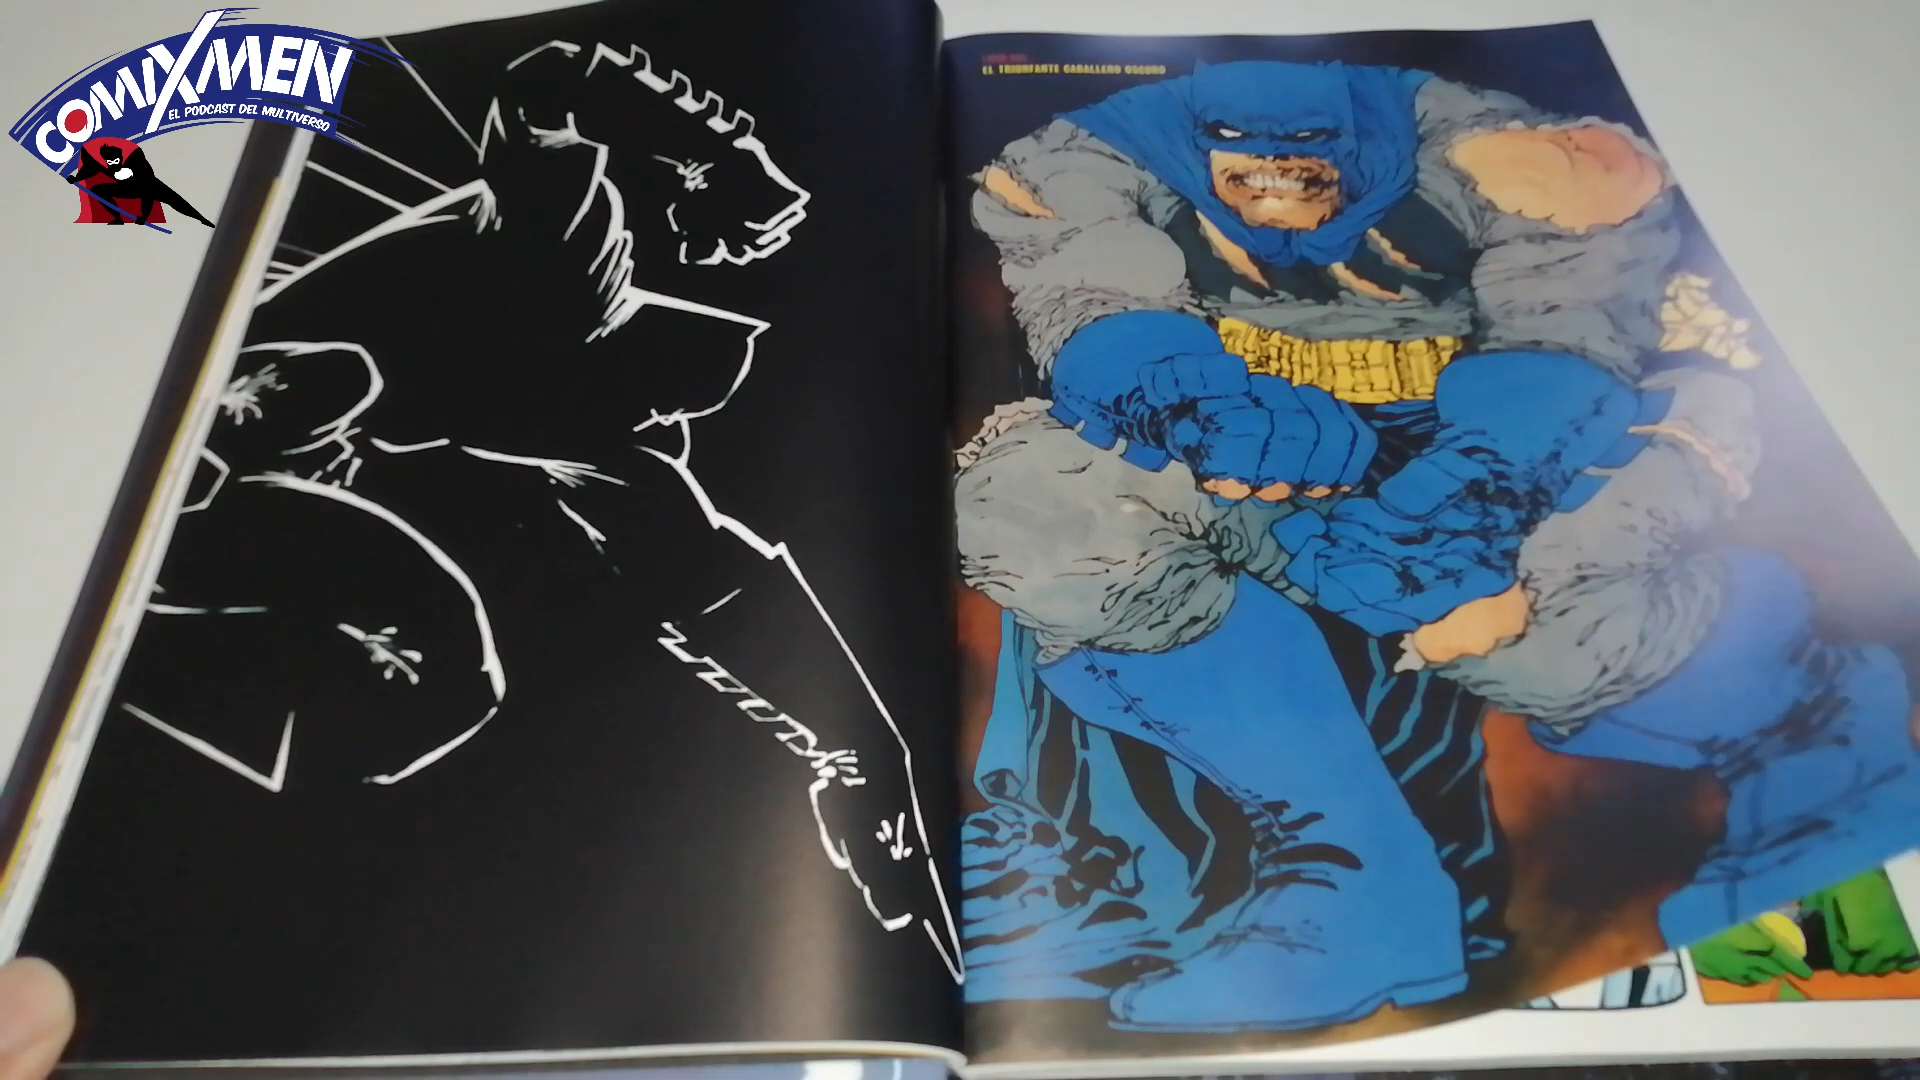 COMIXMEN
EL PODCAST DEL MULTIVERSO
EL TRIUNFANTE CABALLERO OSCURO